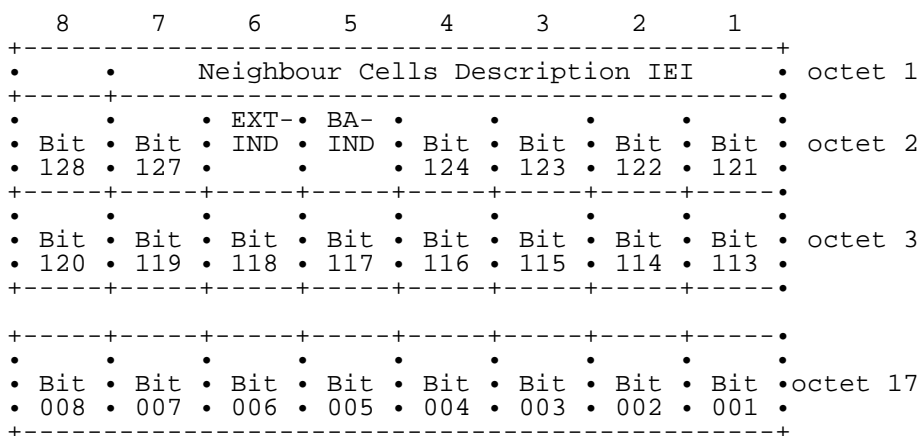 8 7 6 5 4 3 2 1
+-----------------------------------------------+
• • Neighbour Cells Description IEI • octet 1
+-----+-----------------------------------------•
• • • EXT-• BA- • • • • •
• Bit • Bit • IND • IND • Bit • Bit • Bit • Bit • octet 2
• 128 • 127 • • • 124 • 123 • 122 • 121 •
+-----+-----+-----+-----+-----+-----+-----+-----•
• • • • • • • • •
• Bit • Bit • Bit • Bit • Bit • Bit • Bit • Bit • octet 3
• 120 • 119 • 118 • 117 • 116 • 115 • 114 • 113 •
+-----+-----+-----+-----+-----+-----+-----+-----•
+-----+-----+-----+-----+-----+-----+-----+-----•
• • • • • • • • •
• Bit • Bit • Bit • Bit • Bit • Bit • Bit • Bit •octet 17
• 008 • 007 • 006 • 005 • 004 • 003 • 002 • 001 •
+-----------------------------------------------+